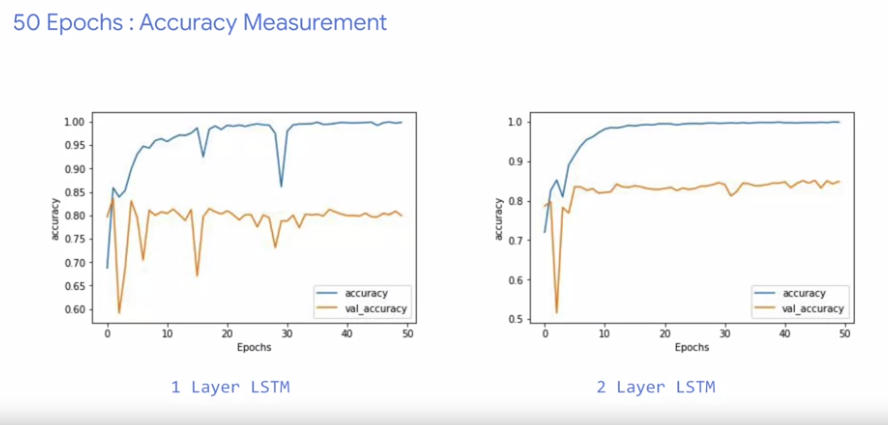 50 Epochs : Accuracy Measurement
1.00
0.95
0.90
0.85
0.80
0.75
0.70
0.65
0.60
accuracy
0 10 20 30 40 50
Epochs
accuracy
val_accuracy
1 Layer LSTM
1.0
0.9
0.8
0.7
0.6
0.5
accuracy
0 10 20 30 40 50
Epochs
accuracy
val_accuracy
2 Layer LSTM